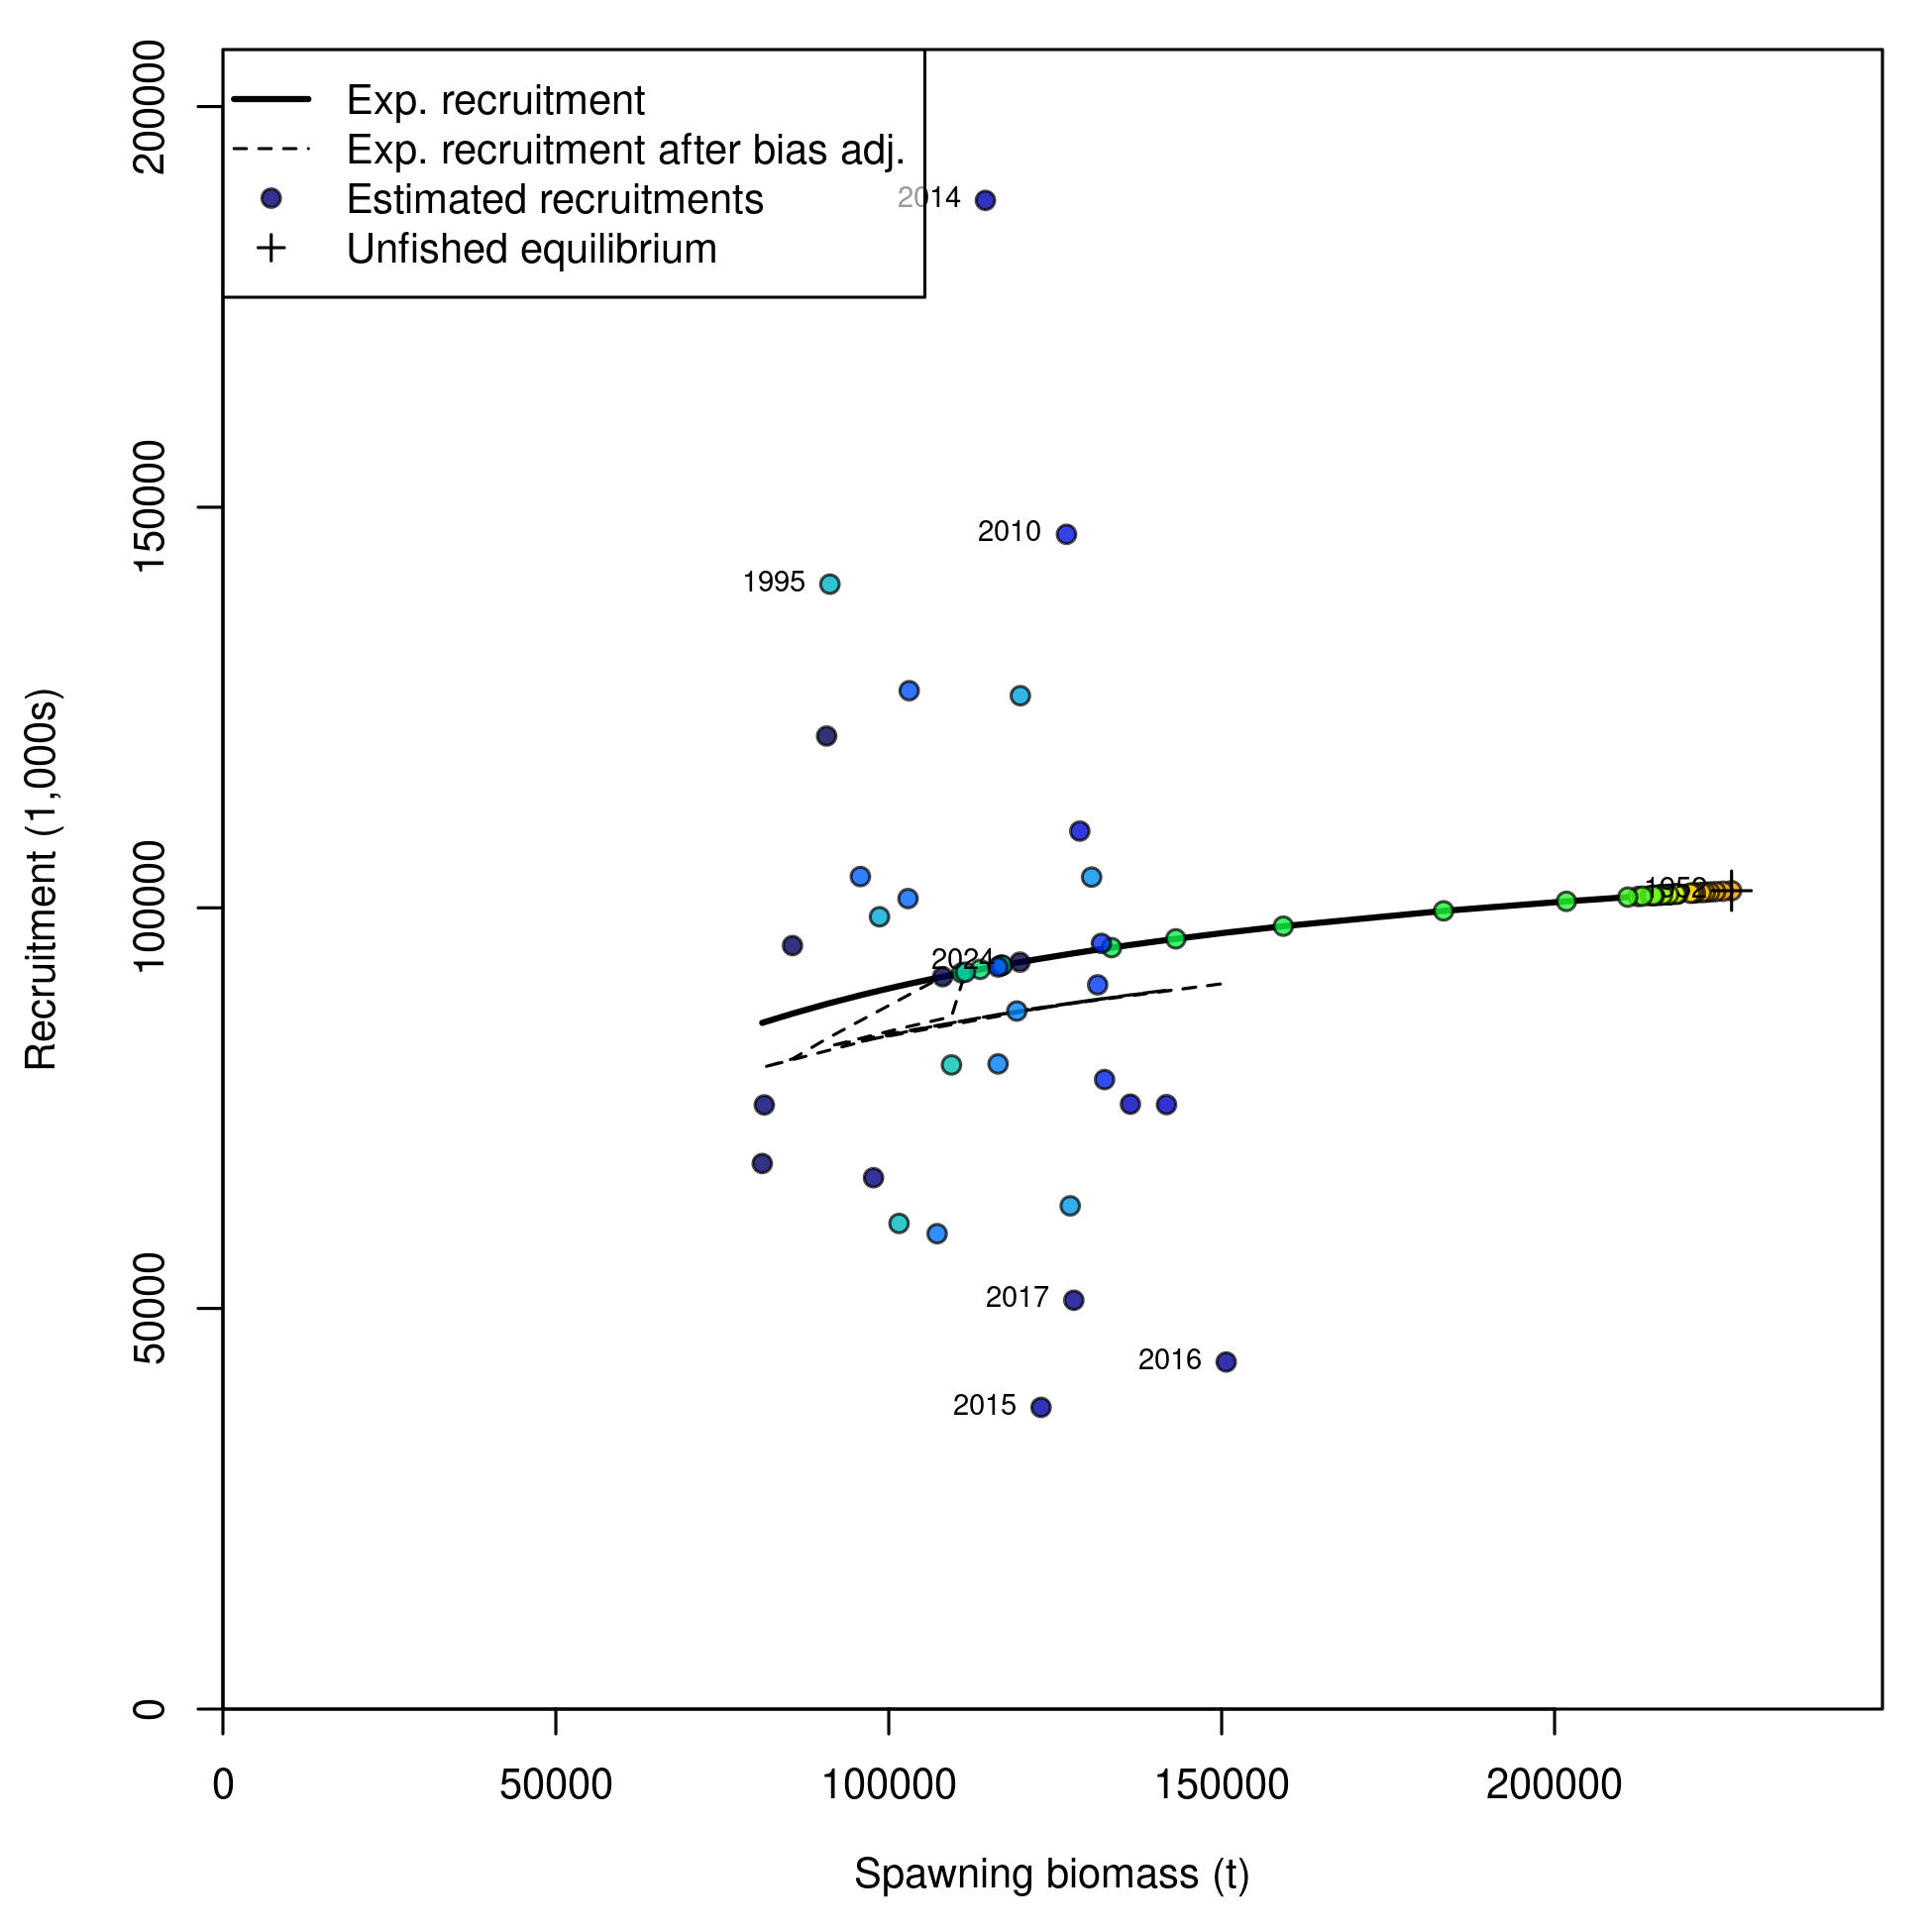 Exp. recruitment
Exp. recruitment after bias adj.
Estimated recruitments
Unfished equilibrium
2014
2010
1995
1952
2024
2017
2016
2015
Recruitment (1,000s)
200000
150000
100000
50000
0
0 50000 100000 150000 200000
Spawning biomass (t)